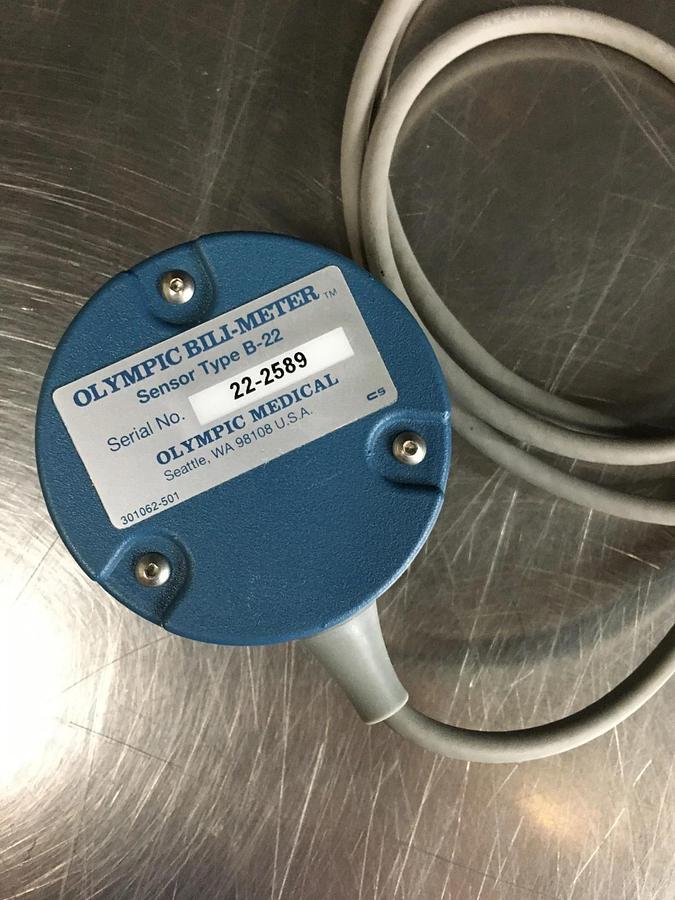 OLYMPIC BILI-METER™
Sensor Type B-22
Serial No. 22-2589
OLYMPIC MEDICAL
Seattle, WA 98108 U.S.A.
301062-501